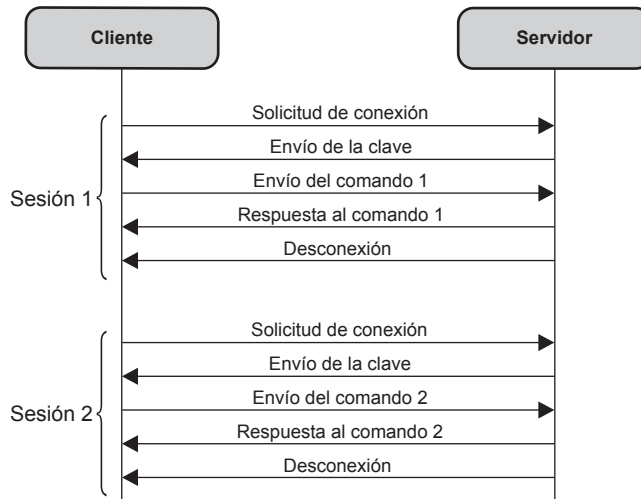 Cliente
Servidor
Solicitud de conexión
Envío de la clave
Envío del comando 1
Sesión 1
Respuesta al comando 1
Desconexión
Solicitud de conexión
Envío de la clave
Envío del comando 2
Sesión 2
Respuesta al comando 2
Desconexión